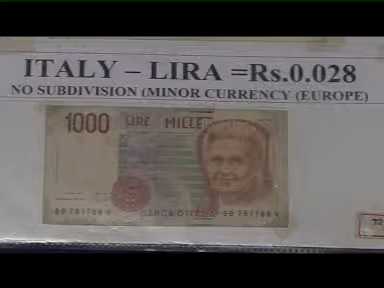 ITALY – LIRA =Rs.0.028
NO SUBDIVISION (MINOR CURRENCY (EUROPE)
1000 LIRE MILLE
BANCA D'ITALIA